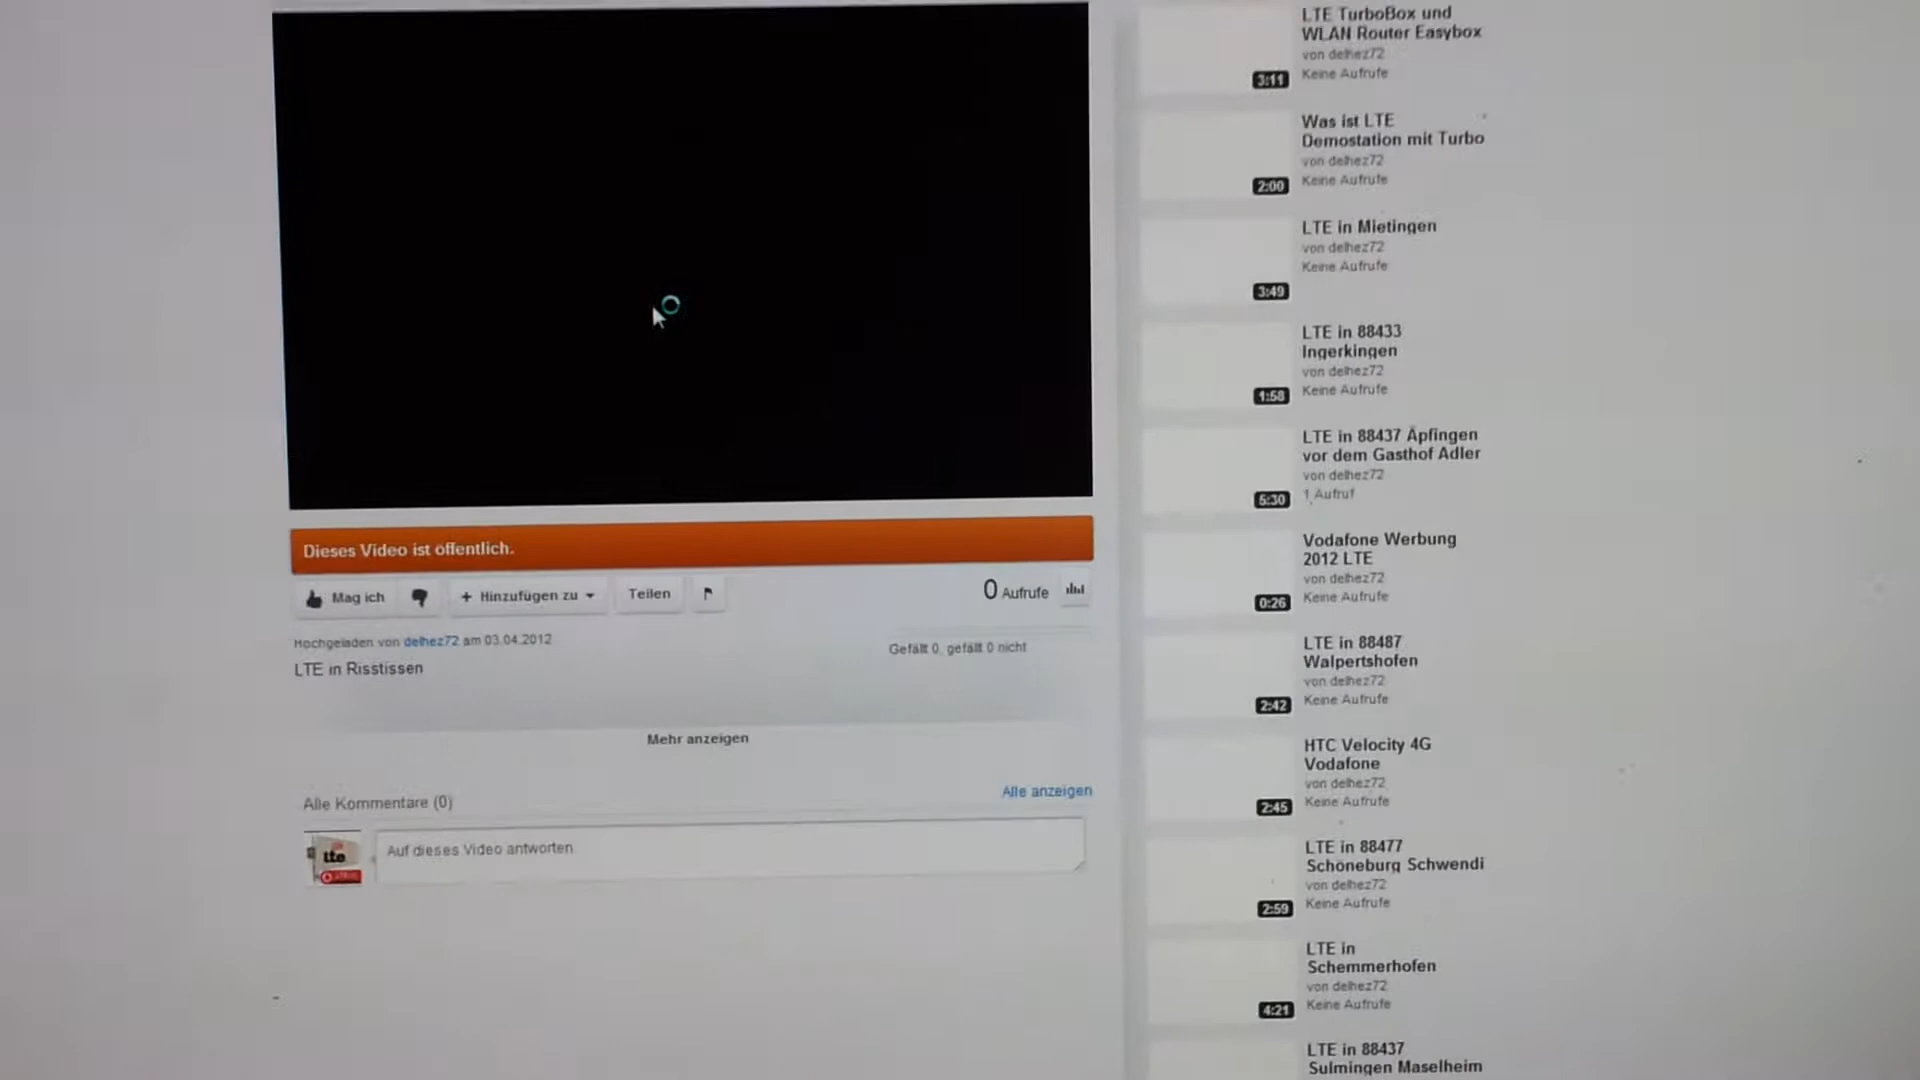 Dieses Video ist öffentlich.
Mag ich
+ Hinzufügen zu
Teilen
0 Aufrufe
Hochgeladen von delhez72 am 03.04.2012
Gefällt 0, gefällt 0 nicht
LTE in Risstissen
Mehr anzeigen
Alle Kommentare (0)
Alle anzeigen
lte
Auf dieses Video antworten
LTE TurboBox und
WLAN Router Easybox
von delhez72
Keine Aufrufe
3:11
Was ist LTE
Demostation mit Turbo
von delhez72
Keine Aufrufe
2:00
LTE in Mietingen
von delhez72
Keine Aufrufe
3:49
LTE in 88433
Ingerkingen
von delhez72
Keine Aufrufe
1:58
LTE in 88437 Äpfingen
vor dem Gasthof Adler
von delhez72
1 Aufruf
5:30
Vodafone Werbung
2012 LTE
von delhez72
Keine Aufrufe
0:26
LTE in 88487
Walpertshofen
von delhez72
Keine Aufrufe
2:42
HTC Velocity 4G
Vodafone
von delhez72
Keine Aufrufe
2:45
LTE in 88477
Schöneburg Schwendi
von delhez72
Keine Aufrufe
2:59
LTE in
Schemmerhofen
von delhez72
Keine Aufrufe
4:21
LTE in 88437
Sulmingen Maselheim